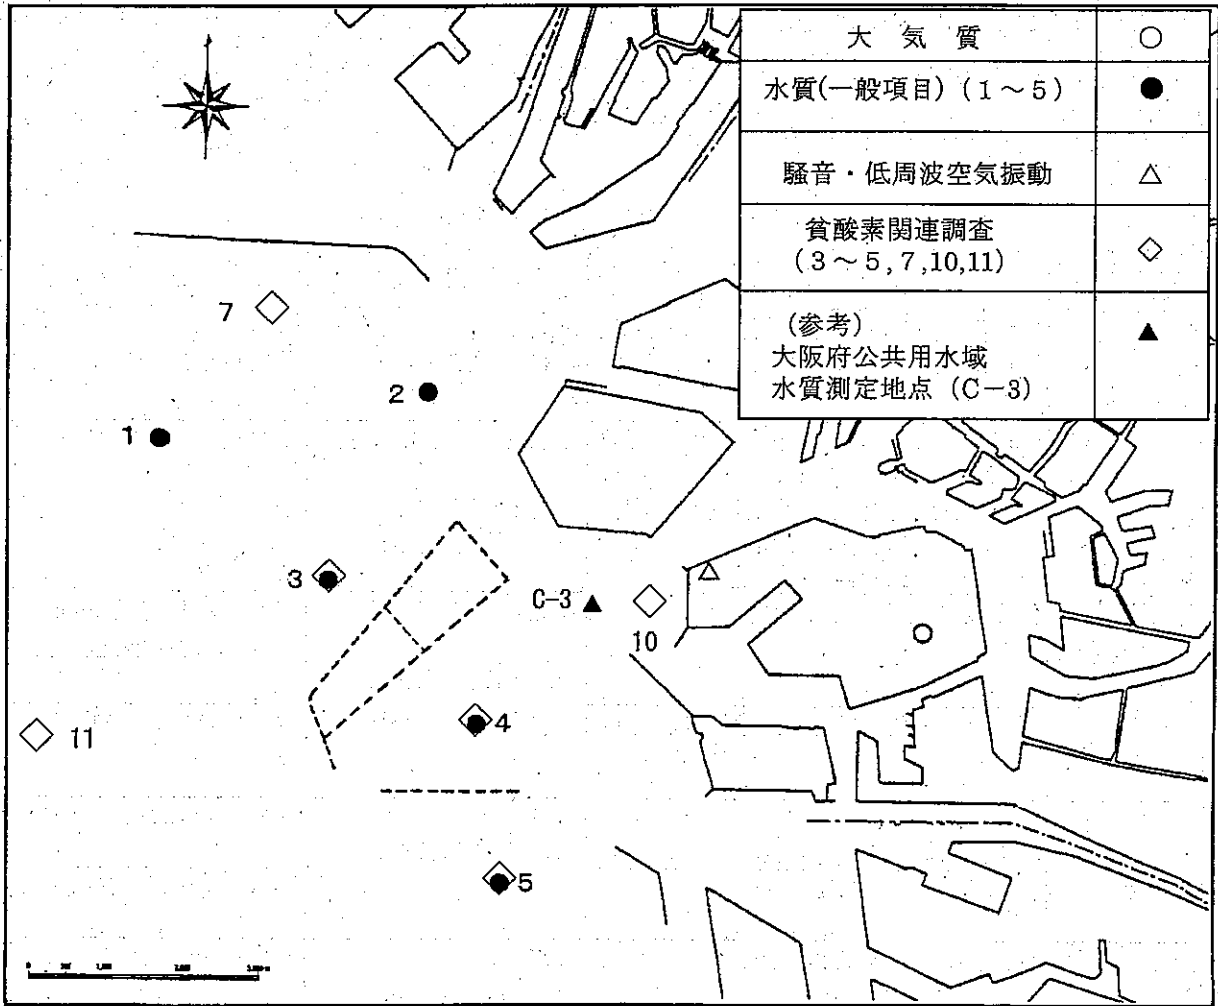 大気質 ○
水質(一般項目)(1~5) ●
騒音・低周波空気振動 △
貧酸素関連調査
(3~5,7,10,11) ◇
(参考)
大阪府公共用水域
水質測定地点 (C-3) ▲
7
2
1
3
C-3
10
4
11
5